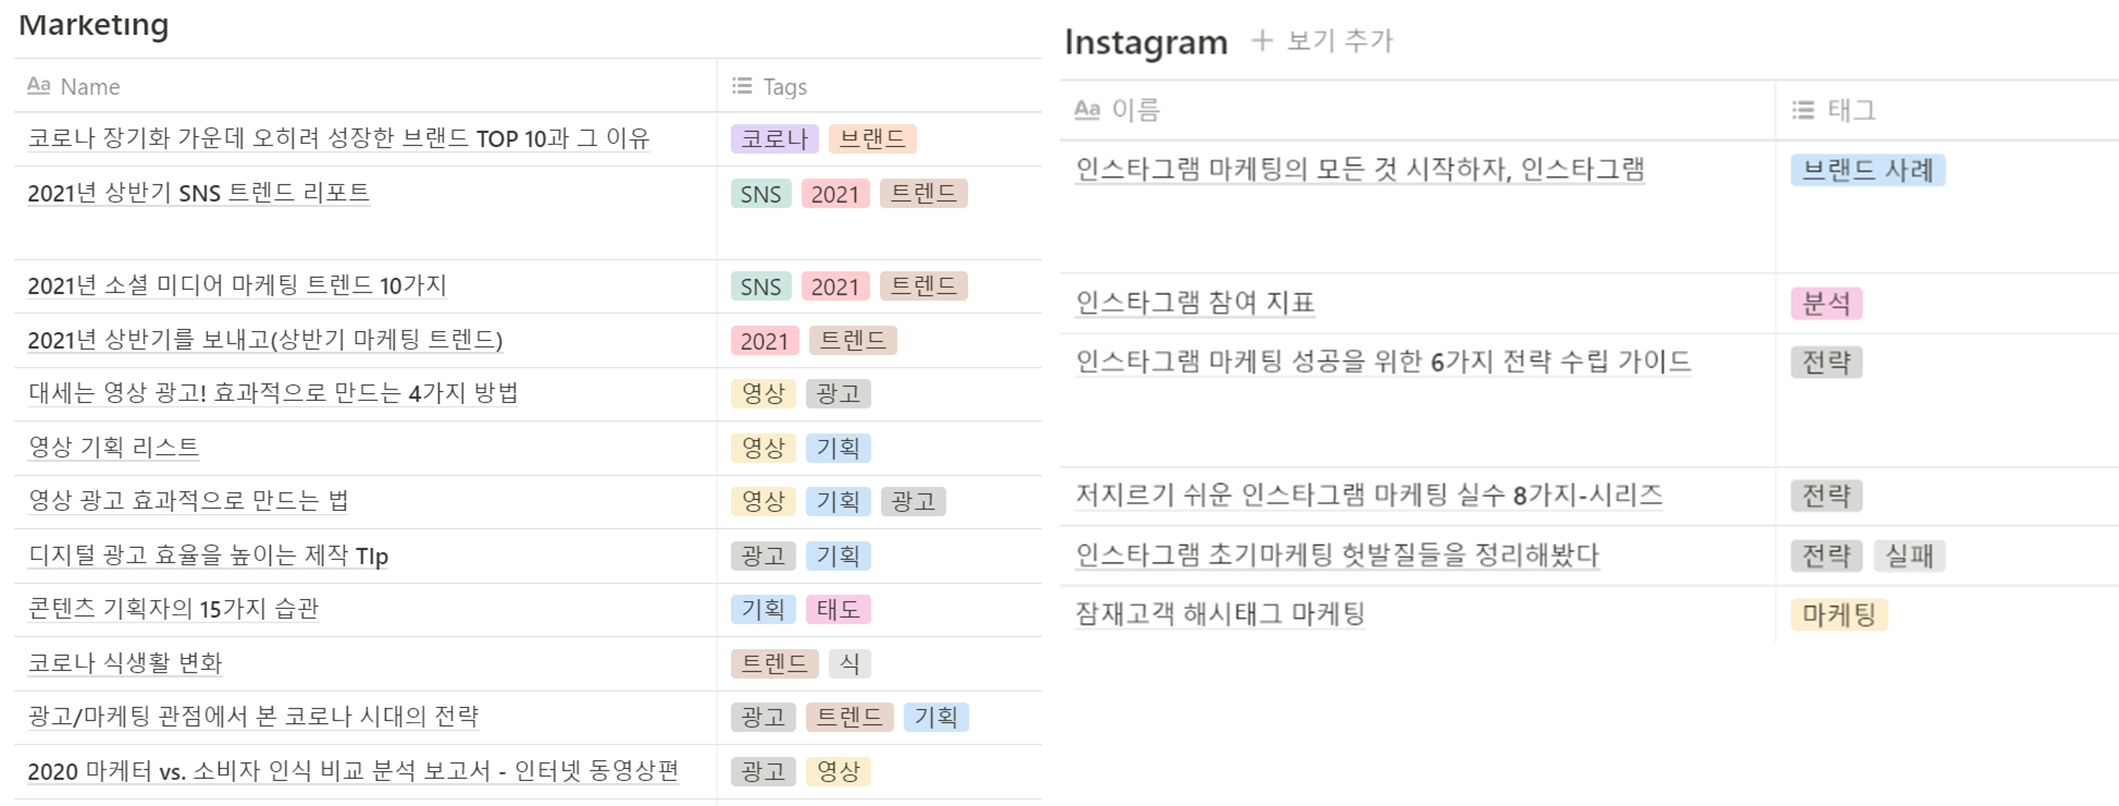 Marketing
Aa Name Tags
코로나 장기화 가운데 오히려 성장한 브랜드 TOP 10과 그 이유 코로나 브랜드
2021년 상반기 SNS 트렌드 리포트 SNS 2021 트렌드
2021년 소셜 미디어 마케팅 트렌드 10가지 SNS 2021 트렌드
2021년 상반기를 보내고(상반기 마케팅 트렌드) 2021 트렌드
대세는 영상 광고! 효과적으로 만드는 4가지 방법 영상 광고
영상 기획 리스트 영상 기획
영상 광고 효과적으로 만드는 법 영상 기획 광고
디지털 광고 효율을 높이는 제작 TIp 광고 기획
콘텐츠 기획자의 15가지 습관 기획 태도
코로나 식생활 변화 트렌드 식
광고/마케팅 관점에서 본 코로나 시대의 전략 광고 트렌드 기획
2020 마케터 vs. 소비자 인식 비교 분석 보고서 - 인터넷 동영상편 광고 영상
Instagram + 보기 추가
Aa 이름 태그
인스타그램 마케팅의 모든 것 시작하자, 인스타그램 브랜드 사례
인스타그램 참여 지표 분석
인스타그램 마케팅 성공을 위한 6가지 전략 수립 가이드 전략
저지르기 쉬운 인스타그램 마케팅 실수 8가지-시리즈 전략
인스타그램 초기마케팅 헛발질들을 정리해봤다 전략 실패
잠재고객 해시태그 마케팅 마케팅